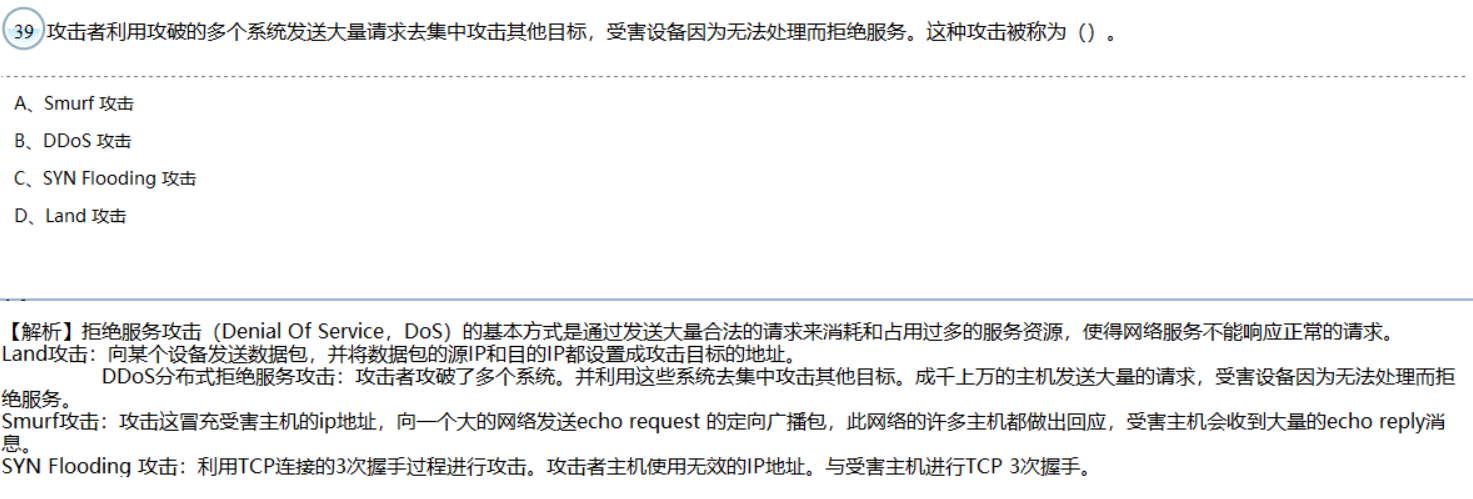 39 攻击者利用攻破的多个系统发送大量请求去集中攻击其他目标，受害设备因为无法处理而拒绝服务。这种攻击被称为（）。
A、Smurf 攻击
B、DDoS 攻击
C、SYN Flooding 攻击
D、Land 攻击
【解析】拒绝服务攻击（Denial Of Service，DoS）的基本方式是通过发送大量合法的请求来消耗和占用过多的服务资源，使得网络服务不能响应正常的请求。
Land攻击：向某个设备发送数据包，并将数据包的源IP和目的IP都设置成攻击目标的地址。
DDoS分布式拒绝服务攻击：攻击者攻破了多个系统。并利用这些系统去集中攻击其他目标。成千上万的主机发送大量的请求，受害设备因为无法处理而拒
绝服务。
Smurf攻击：攻击这冒充受害主机的ip地址，向一个大的网络发送echo request 的定向广播包，此网络的许多主机都做出回应，受害主机会收到大量的echo reply消
息。
SYN Flooding 攻击：利用TCP连接的3次握手过程进行攻击。攻击者主机使用无效的IP地址。与受害主机进行TCP 3次握手。